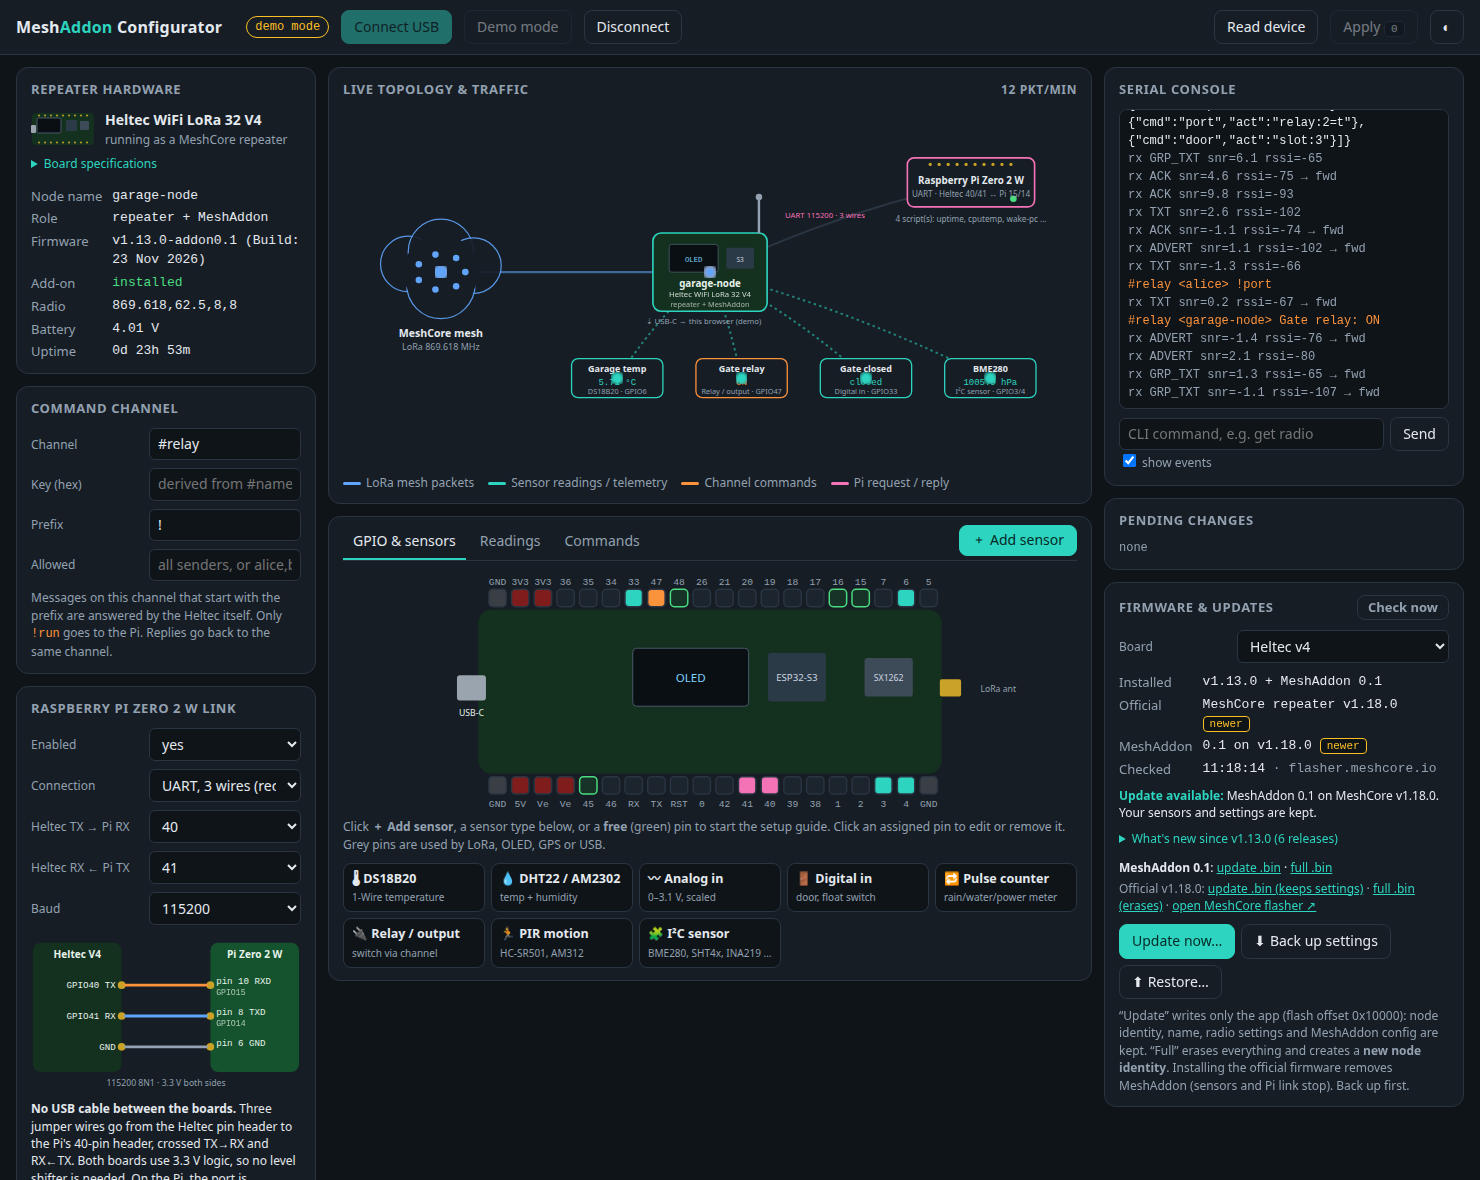 MeshAddon Configurator
demo mode
Connect USB
Demo mode
Disconnect
Read device
Apply 0
REPEATER HARDWARE
Heltec WiFi LoRa 32 V4
running as a MeshCore repeater
Board specifications
Node name garage-node
Role repeater + MeshAddon
Firmware v1.13.0-addon0.1 (Build:
23 Nov 2026)
Add-on installed
Radio 869.618,62.5,8,8
Battery 4.01 V
Uptime 0d 23h 53m
COMMAND CHANNEL
Channel #relay
Key (hex) derived from #name
Prefix !
Allowed all senders, or alice,b
Messages on this channel that start with the
prefix are answered by the Heltec itself. Only
!run goes to the Pi. Replies go back to the
same channel.
RASPBERRY PI ZERO 2 W LINK
Enabled yes
Connection UART, 3 wires (rec
Heltec TX → Pi RX 40
Heltec RX ← Pi TX 41
Baud 115200
Heltec V4
Pi Zero 2 W
GPIO40 TX
pin 10 RXD
GPIO15
GPIO41 RX
pin 8 TXD
GPIO14
GND
pin 6 GND
115200 8N1 · 3.3 V both sides
No USB cable between the boards. Three
jumper wires go from the Heltec pin header to
the Pi's 40-pin header, crossed TX→RX and
RX←TX. Both boards use 3.3 V logic, so no level
shifter is needed. On the Pi, the port is
LIVE TOPOLOGY & TRAFFIC
12 PKT/MIN
MeshCore mesh
LoRa 869.618 MHz
Raspberry Pi Zero 2 W
UART · Heltec 40/41 ↔ Pi 15/14
4 script(s): uptime, cputemp, wake-pc ...
UART 115200 · 3 wires
OLED
S3
garage-node
Heltec WiFi LoRa 32 V4
repeater + MeshAddon
↓ USB-C → this browser (demo)
Garage temp
°C
DS18B20 · GPIO6
Gate relay
Relay / output · GPIO47
Gate closed
closed
Digital in · GPIO33
BME280
hPa
I²C sensor · GPIO3/4
LoRa mesh packets
Sensor readings / telemetry
Channel commands
Pi request / reply
GPIO & sensors
Readings
Commands
+ Add sensor
GND 3V3 3V3 36 35 34 33 47 48 26 21 20 19 18 17 16 15 7 6 5
OLED
ESP32-S3
SX1262
USB-C
LoRa ant
GND 5V Ve Ve 45 46 RX TX RST 0 42 41 40 39 38 1 2 3 4 GND
Click + Add sensor, a sensor type below, or a free (green) pin to start the setup guide. Click an assigned pin to edit or remove it.
Grey pins are used by LoRa, OLED, GPS or USB.
DS18B20
1-Wire temperature
DHT22 / AM2302
temp + humidity
Analog in
0–3.1 V, scaled
Digital in
door, float switch
Pulse counter
rain/water/power meter
Relay / output
switch via channel
PIR motion
HC-SR501, AM312
I²C sensor
BME280, SHT4x, INA219 ...
SERIAL CONSOLE
{"cmd":"port","act":"relay:2=t"},
{"cmd":"door","act":"slot:3"}]}
rx GRP_TXT snr=6.1 rssi=-65
rx ACK snr=4.6 rssi=-75 → fwd
rx ACK snr=9.8 rssi=-93
rx TXT snr=2.6 rssi=-102
rx ACK snr=-1.1 rssi=-74 → fwd
rx ADVERT snr=1.1 rssi=-102 → fwd
rx TXT snr=-1.3 rssi=-66
#relay <alice> !port
rx TXT snr=0.2 rssi=-67 → fwd
#relay <garage-node> Gate relay: ON
rx ADVERT snr=-1.4 rssi=-76 → fwd
rx ADVERT snr=2.1 rssi=-80
rx GRP_TXT snr=1.3 rssi=-65 → fwd
rx GRP_TXT snr=-1.1 rssi=-107 → fwd
CLI command, e.g. get radio
Send
show events
PENDING CHANGES
none
FIRMWARE & UPDATES
Check now
Board Heltec v4
Installed v1.13.0 + MeshAddon 0.1
Official MeshCore repeater v1.18.0
newer
MeshAddon 0.1 on v1.18.0 newer
Checked 11:18:14 · flasher.meshcore.io
Update available: MeshAddon 0.1 on MeshCore v1.18.0.
Your sensors and settings are kept.
What's new since v1.13.0 (6 releases)
MeshAddon 0.1: update .bin · full .bin
Official v1.18.0: update .bin (keeps settings) · full .bin
(erases) · open MeshCore flasher ↗
Update now...
⬇ Back up settings
⬆ Restore...
“Update” writes only the app (flash offset 0x10000): node
identity, name, radio settings and MeshAddon config are
kept. “Full” erases everything and creates a new node
identity. Installing the official firmware removes
MeshAddon (sensors and Pi link stop). Back up first.